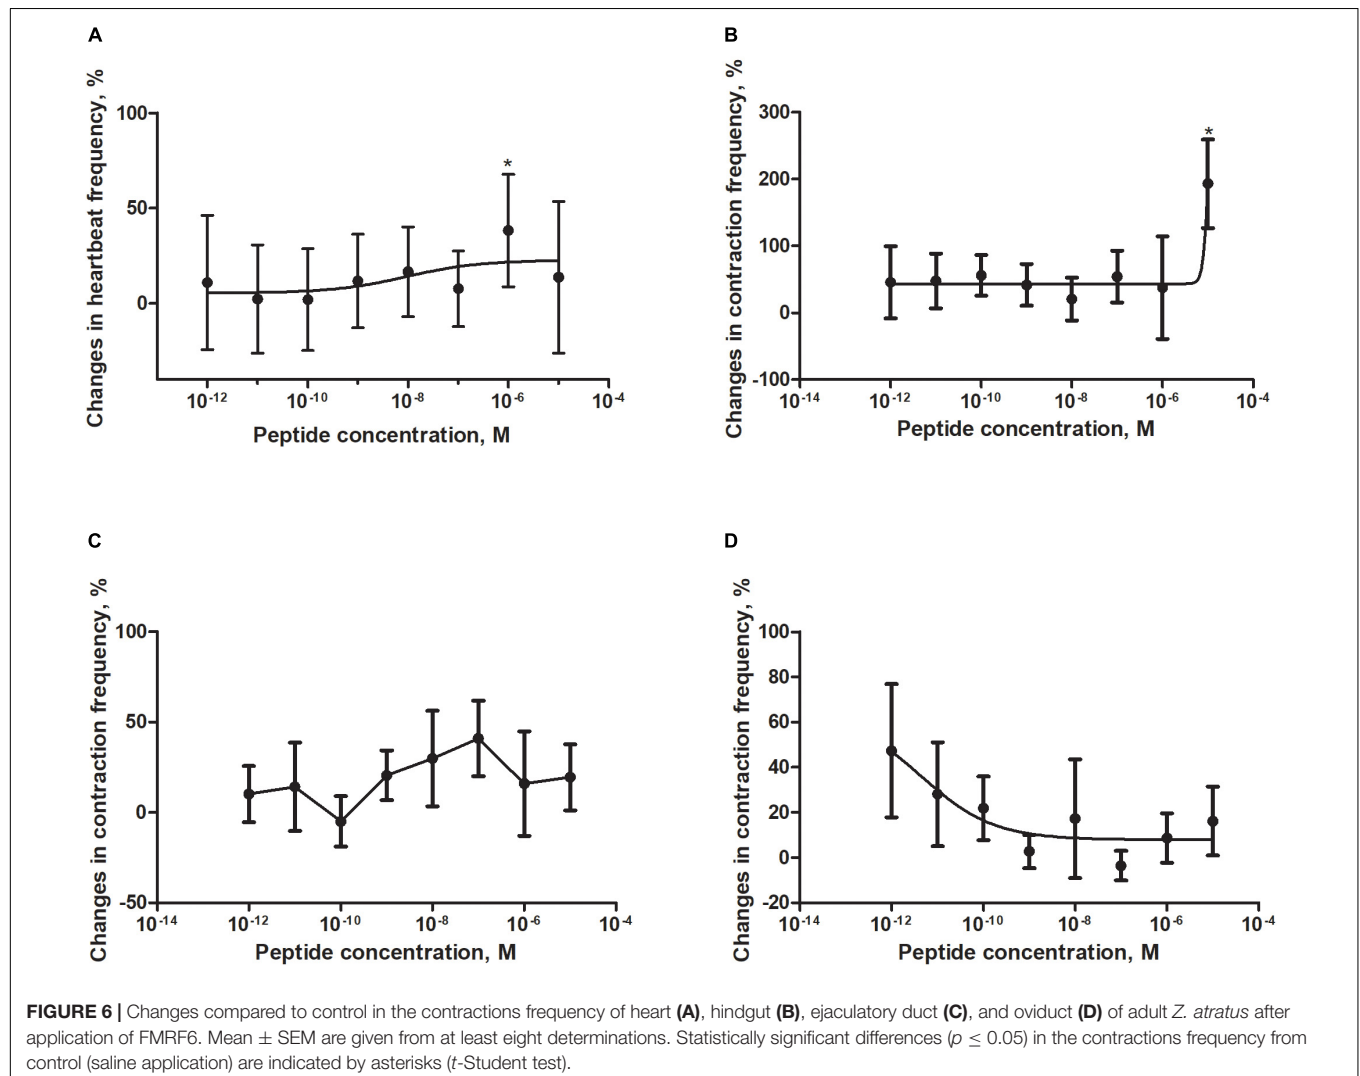 A
Changes in heartbeat frequency, %
100
50
0
10-12
10-10
10-8
10-6
10-4
Peptide concentration, M
*
B
Changes in contraction frequency, %
300
200
100
0
-100
10-14
10-12
10-10
10-8
10-6
10-4
Peptide concentration, M
*
C
Changes in contraction frequency, %
100
50
0
-50
10-14
10-12
10-10
10-8
10-6
10-4
Peptide concentration, M
D
Changes in contraction frequency, %
100
80
60
40
20
0
-20
10-14
10-12
10-10
10-8
10-6
10-4
Peptide concentration, M
FIGURE 6 | Changes compared to control in the contractions frequency of heart (A), hindgut (B), ejaculatory duct (C), and oviduct (D) of adult Z. atratus after
application of FMRF6. Mean ± SEM are given from at least eight determinations. Statistically significant differences (p ≤ 0.05) in the contractions frequency from
control (saline application) are indicated by asterisks (t-Student test).